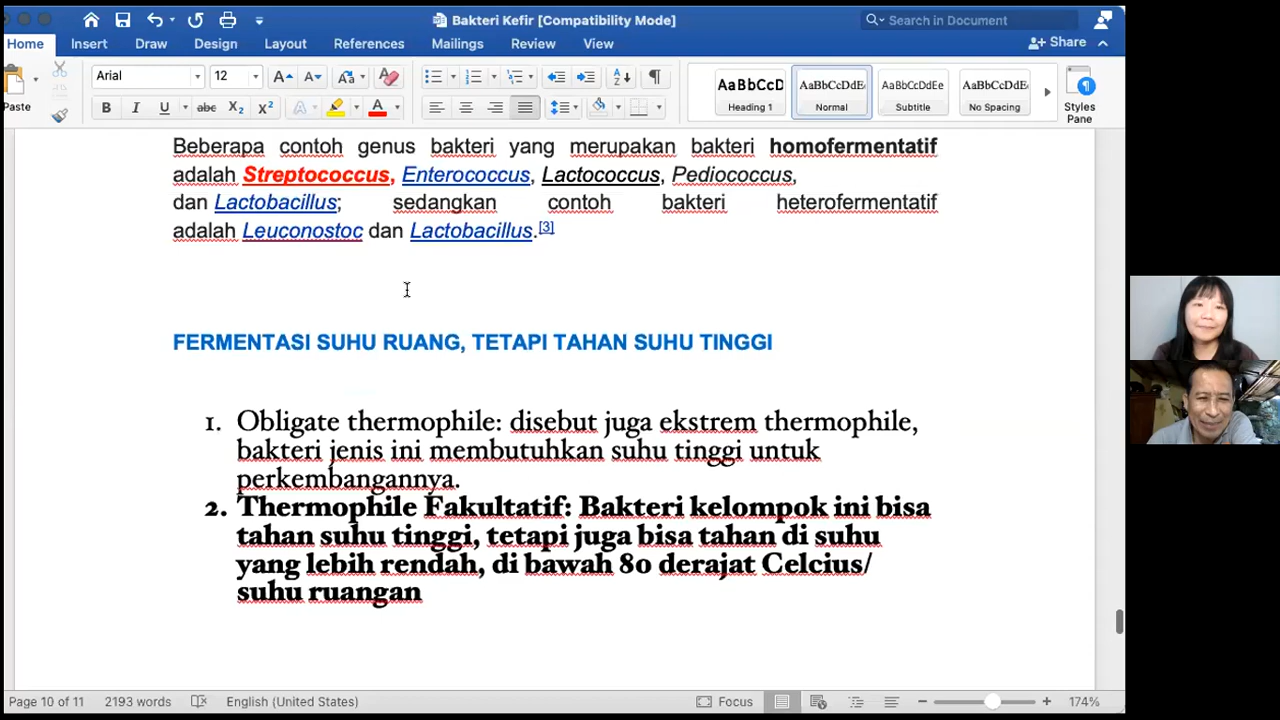 Bakteri Kefir [Compatibility Mode]
Search in Document
Home Insert Draw Design Layout References Mailings Review View
Share
Paste
Arial 12
AaBbCcD AaBbCcDdEe AaBbCcDdEe AaBbCcDdEe
Heading 1 Normal Subtitle No Spacing
Styles Pane
Beberapa contoh genus bakteri yang merupakan bakteri homofermentatif
adalah Streptococcus, Enterococcus, Lactococcus, Pediococcus,
dan Lactobacillus; sedangkan contoh bakteri heterofermentatif
adalah Leuconostoc dan Lactobacillus.[3]
FERMENTASI SUHU RUANG, TETAPI TAHAN SUHU TINGGI
1. Obligate thermophile: disebut juga ekstrem thermophile,
bakteri jenis ini membutuhkan suhu tinggi untuk
perkembangannya.
2. Thermophile Fakultatif: Bakteri kelompok ini bisa
tahan suhu tinggi, tetapi juga bisa tahan di suhu
yang lebih rendah, di bawah 80 derajat Celcius/
suhu ruangan
Page 10 of 11 2193 words English (United States) Focus 174%